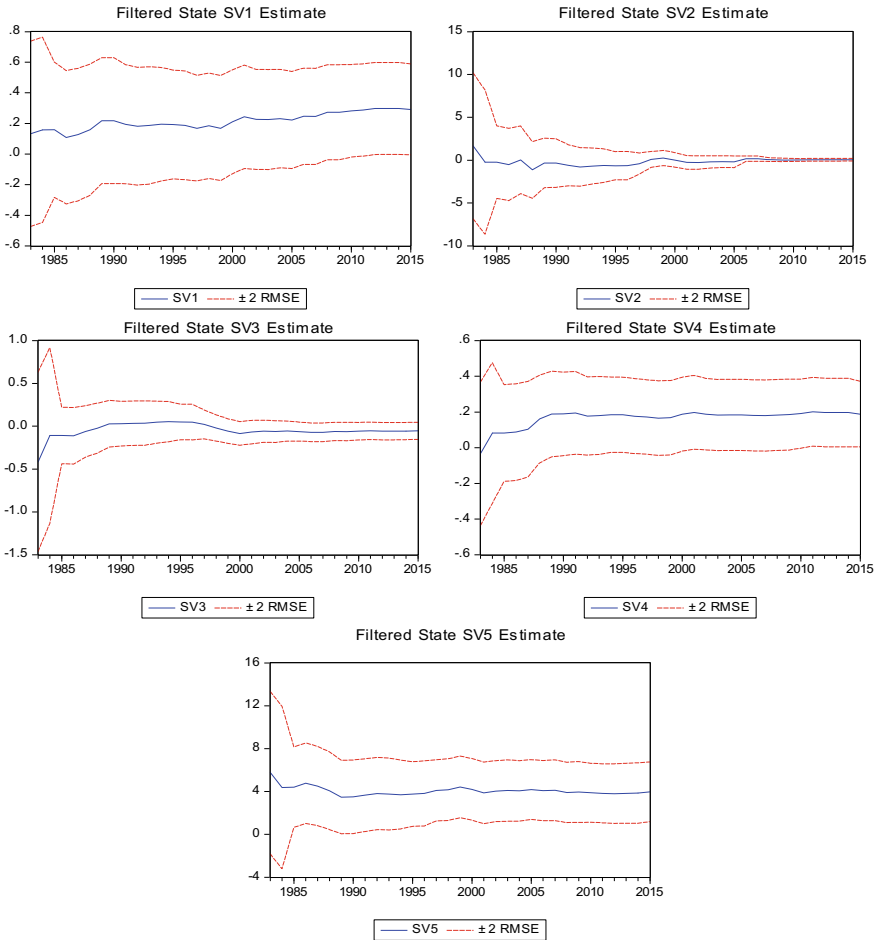 Filtered State SV1 Estimate
.8
.6
.4
.2
.0
-.2
-.4
-.6
1985 1990 1995 2000 2005 2010 2015
SV1 ± 2 RMSE
Filtered State SV2 Estimate
15
10
5
0
-5
-10
1985 1990 1995 2000 2005 2010 2015
SV2 ± 2 RMSE
Filtered State SV3 Estimate
1.0
0.5
0.0
-0.5
-1.0
-1.5
1985 1990 1995 2000 2005 2010 2015
SV3 ± 2 RMSE
Filtered State SV4 Estimate
.6
.4
.2
.0
-.2
-.4
-.6
1985 1990 1995 2000 2005 2010 2015
SV4 ± 2 RMSE
Filtered State SV5 Estimate
16
12
8
4
0
-4
1985 1990 1995 2000 2005 2010 2015
SV5 ± 2 RMSE